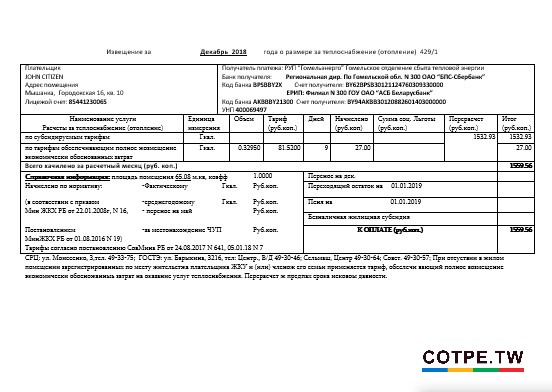 Извещение за Декабрь 2018 года о размере за теплоснабжение (отопление) 429/1
Плательщик
JOHN CITIZEN
Адрес помещения
Мышанка, Городокская 16, кв. 10
Лицевой счет: 85441230065
Получатель платежа: РУП "Гомельэнерго" Гомельское отделение сбыта тепловой энергии
Банк получателя: Региональная дир. По Гомельской обл. N 300 ОАО "БПС-Сбербанк"
Код банка BPSBBY2X Счет получателя: BY62BPSB30121124760309330000
ЕРИП: Филиал N 300 ГОУ ОАО "АСБ Беларусбанк"
Код банка AKBBBY21300 Счет получателя: BY94AKBB30120882601403000000
УНП 400069497
Наименование услуги Единица Объем Тариф Дней Начислено Сумма соц. Льготы Перерасчет Итог
Расчеты за теплоснабжение (отопление) измерения (руб.коп.) (руб.коп.) (руб.коп.) (руб.коп.) (руб.коп.)
по субсидируемым тарифам Гкал. 1532.93 1532.93
по тарифам обеспечивающим полное возмещение Гкал. 0.32950 81.5200 9 27.00 27.00
экономически обоснованных затрат
Всего начилено за расчетный месяц (руб. коп.) 1559.56
Справочная информация: площадь помещения 65.08 м.кв, коэфф 1.0000
Начислено по нормативу: -Фактическому Гкал. Руб.коп.
(в соответсвии с приказом -среднегодовому Гкал. Руб.коп.
Мин ЖКХ РБ от 22.01.2008г, N 16, - перенос на май Руб.коп.
Постановлением -за местонахождение ЧУП Руб.коп.
МинЖКХ РБ от 01.08.2016 N 19)
Тарифы согласно постановлению СовМина РБ от 24.08.2017 N 641, 05.01.18 N 7
Перенос на дек.
Переходящий остаток на 01.01.2019
Пеня на 01.01.2019
Безналичная жилищная субсидия
К ОПЛАТЕ (руб.коп.) 1559.56
СРЦ: ул. Моисеенко, 3,тел. 49-33-75; ГОСТЭ: ул. Барыкина, 321б, тел: Центр., В/Д 49-30-46; Сельмаш, Центр 49-30-64; Совет. 49-30-57; При отсутствии в жилом
помещении зарегистрированных по месту жительства плательщика ЖКУ и (или) членом его семьи применяется тариф, обеспечивающий полное возмещение
экономически обоснованных затрат на оказание услуги. Перерасчет ж предтах срока исковой давности.
COTPE.TW